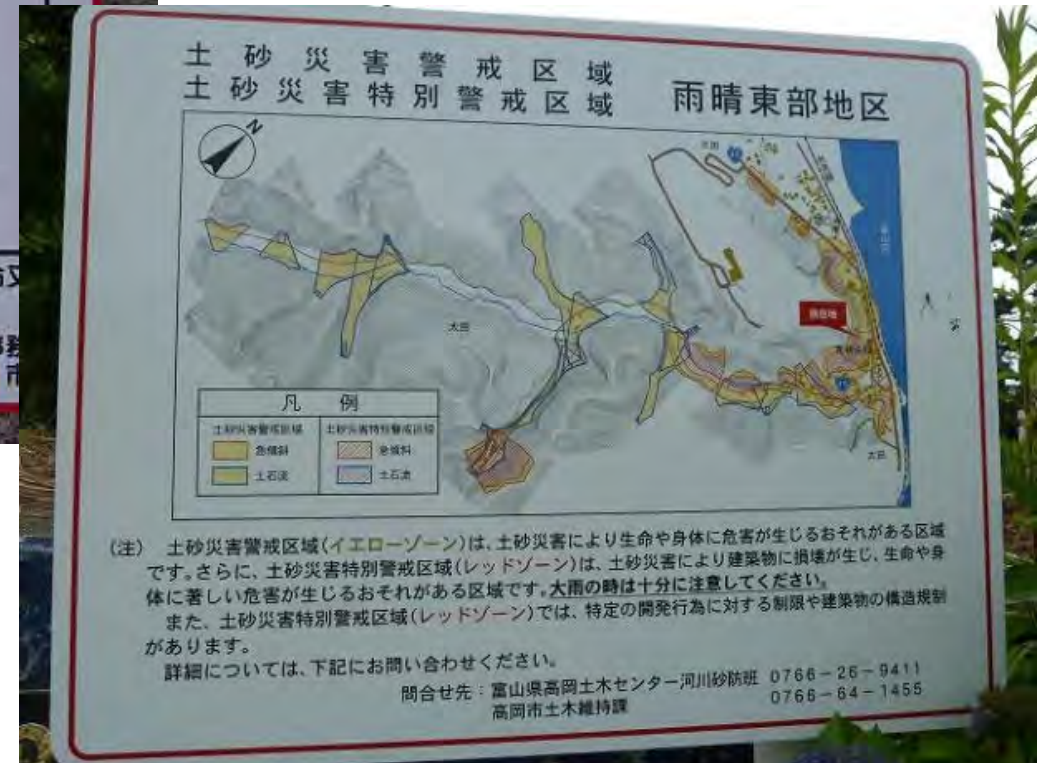 土砂災害警戒区域
土砂災害特別警戒区域
雨晴東部地区
N
太田
現在地
太田
太田
凡例
土砂災害警戒区域
土砂災害特別警戒区域
急傾斜
急傾斜
土石流
土石流
(注) 土砂災害警戒区域(イエローゾーン)は、土砂災害により生命や身体に危害が生じるおそれがある区域
です。さらに、土砂災害特別警戒区域(レッドゾーン)は、土砂災害により建築物に損壊が生じ、生命や身
体に著しい危害が生じるおそれがある区域です。大雨の時は十分に注意してください。
また、土砂災害特別警戒区域(レッドゾーン)では、特定の開発行為に対する制限や建築物の構造規制
があります。
詳細については、下記にお問い合わせください。
問合せ先：富山県高岡土木センター河川砂防班 0766－26－9411
高岡市土木維持課 0766－64－1455